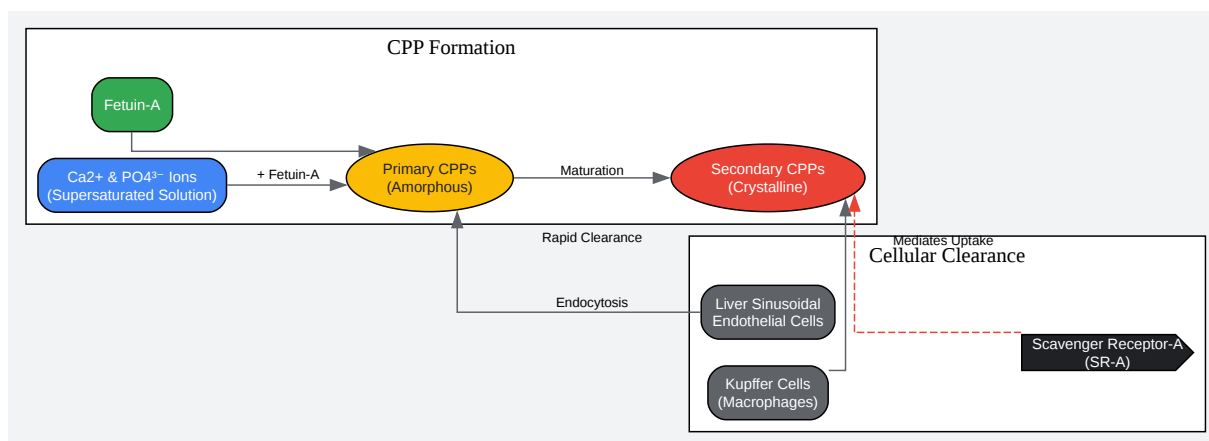 CPP Formation
Fetuin-A
Ca2+ & PO4³⁻ Ions
(Supersaturated Solution)
+ Fetuin-A
Primary CPPs
(Amorphous)
Maturation
Secondary CPPs
(Crystalline)
Rapid Clearance
Mediates Uptake
Cellular Clearance
Endocytosis
Liver Sinusoidal
Endothelial Cells
Scavenger Receptor-A
(SR-A)
Kupffer Cells
(Macrophages)